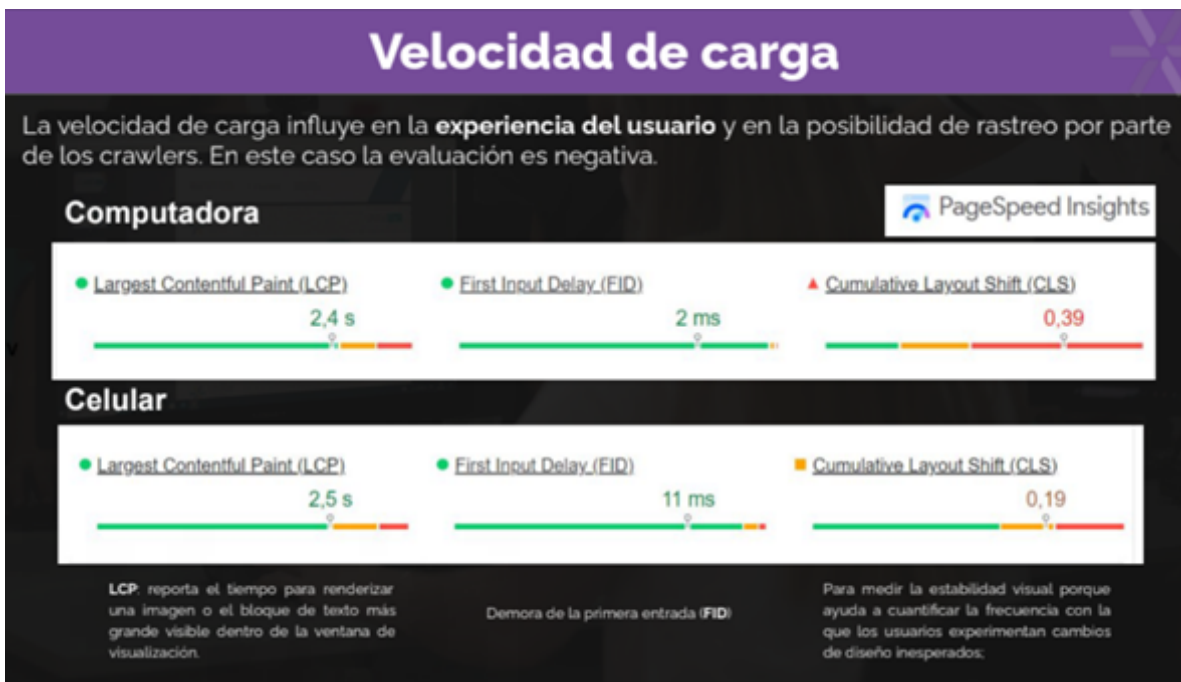 Velocidad de carga
La velocidad de carga influye en la experiencia del usuario y en la posibilidad de rastreo por parte
de los crawlers. En este caso la evaluación es negativa.
Computadora
PageSpeed Insights
Largest Contentful Paint (LCP)
2,4 s
First Input Delay (FID)
2 ms
Cumulative Layout Shift (CLS)
0,39
Celular
Largest Contentful Paint (LCP)
2,5 s
First Input Delay (FID)
11 ms
Cumulative Layout Shift (CLS)
0,19
LCP: reporta el tiempo para renderizar
una imagen o el bloque de texto más
grande visible dentro de la ventana de
visualización.
Demora de la primera entrada (FID)
Para medir la estabilidad visual porque
ayuda a cuantificar la frecuencia con la
que los usuarios experimentan cambios
de diseño inesperados;